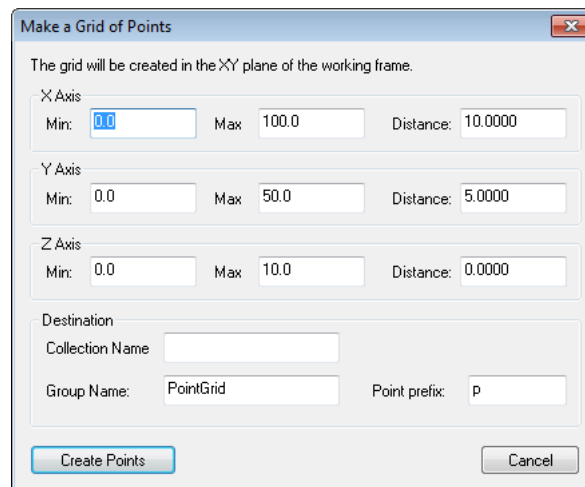 Make a Grid of Points
The grid will be created in the XY plane of the working frame.
X Axis
Min: 0.0 Max 100.0 Distance: 10.0000
Y Axis
Min: 0.0 Max 50.0 Distance: 5.0000
Z Axis
Min: 0.0 Max 10.0 Distance: 0.0000
Destination
Collection Name
Group Name: PointGrid Point prefix: p
Create Points Cancel